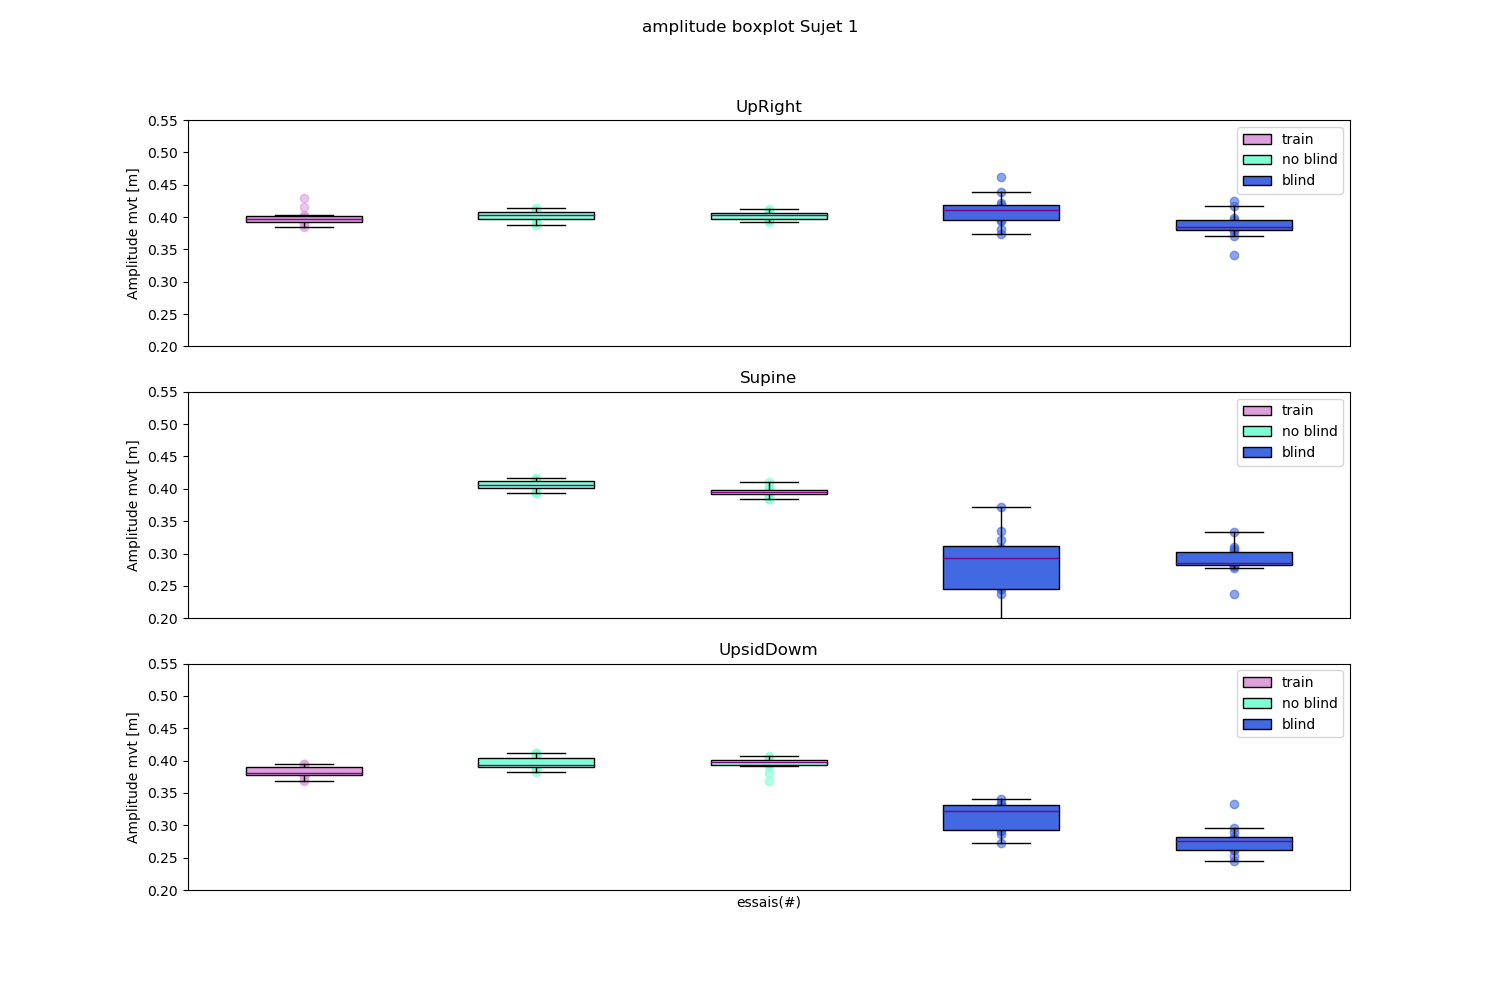 amplitude boxplot Sujet 1
UpRight
0.55
0.50
0.45
0.40
0.35
0.30
0.25
0.20
Amplitude mvt [m]
train
no blind
blind
Supine
0.55
0.50
0.45
0.40
0.35
0.30
0.25
0.20
Amplitude mvt [m]
train
no blind
blind
UpsidDowm
0.55
0.50
0.45
0.40
0.35
0.30
0.25
0.20
Amplitude mvt [m]
train
no blind
blind
essais(#)